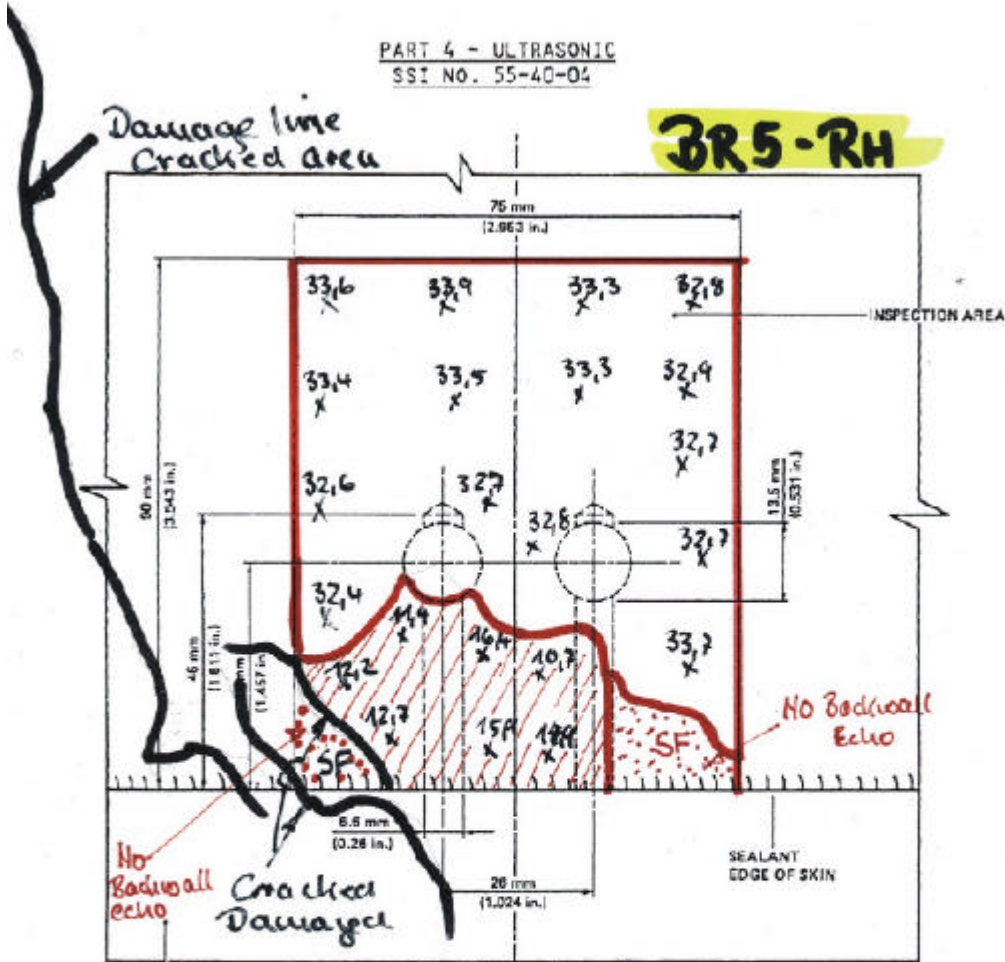 PART 4 - ULTRASONIC
SSI NO. 55-40-04
Damage line
Cracked area
BR5-RH
75 mm
(2.953 in.)
33,6 33,9 33,3 32,8
INSPECTION AREA
33,4 33,5 33,3 32,9
32,7
90 mm
(3.543 in.)
13.5 mm
(0.531 in.)
32,6 32,7
32,8
32,7
46 mm
(1.811 in.)
mm
(1.457 in
32,4
11,4
16,4 10,7
33,7
12,2
12,7
NO Backwall
Echo
SF
SF
6.6 mm
(0.26 in.)
No
Backwall
echo
Cracked
Damaged
26 mm
(1.024 in.)
SEALANT
EDGE OF SKIN